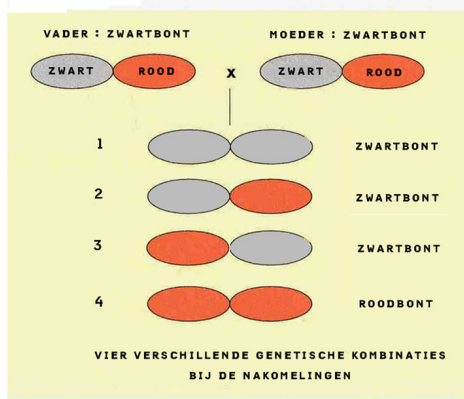 VADER : ZWARTBONT MOEDER : ZWARTBONT
ZWART ROOD x ZWART ROOD
1 ZWARTBONT
2 ZWARTBONT
3 ZWARTBONT
4 ROODBONT
VIER VERSCHILLENDE GENETISCHE KOMBINATIES
BIJ DE NAKOMELINGEN